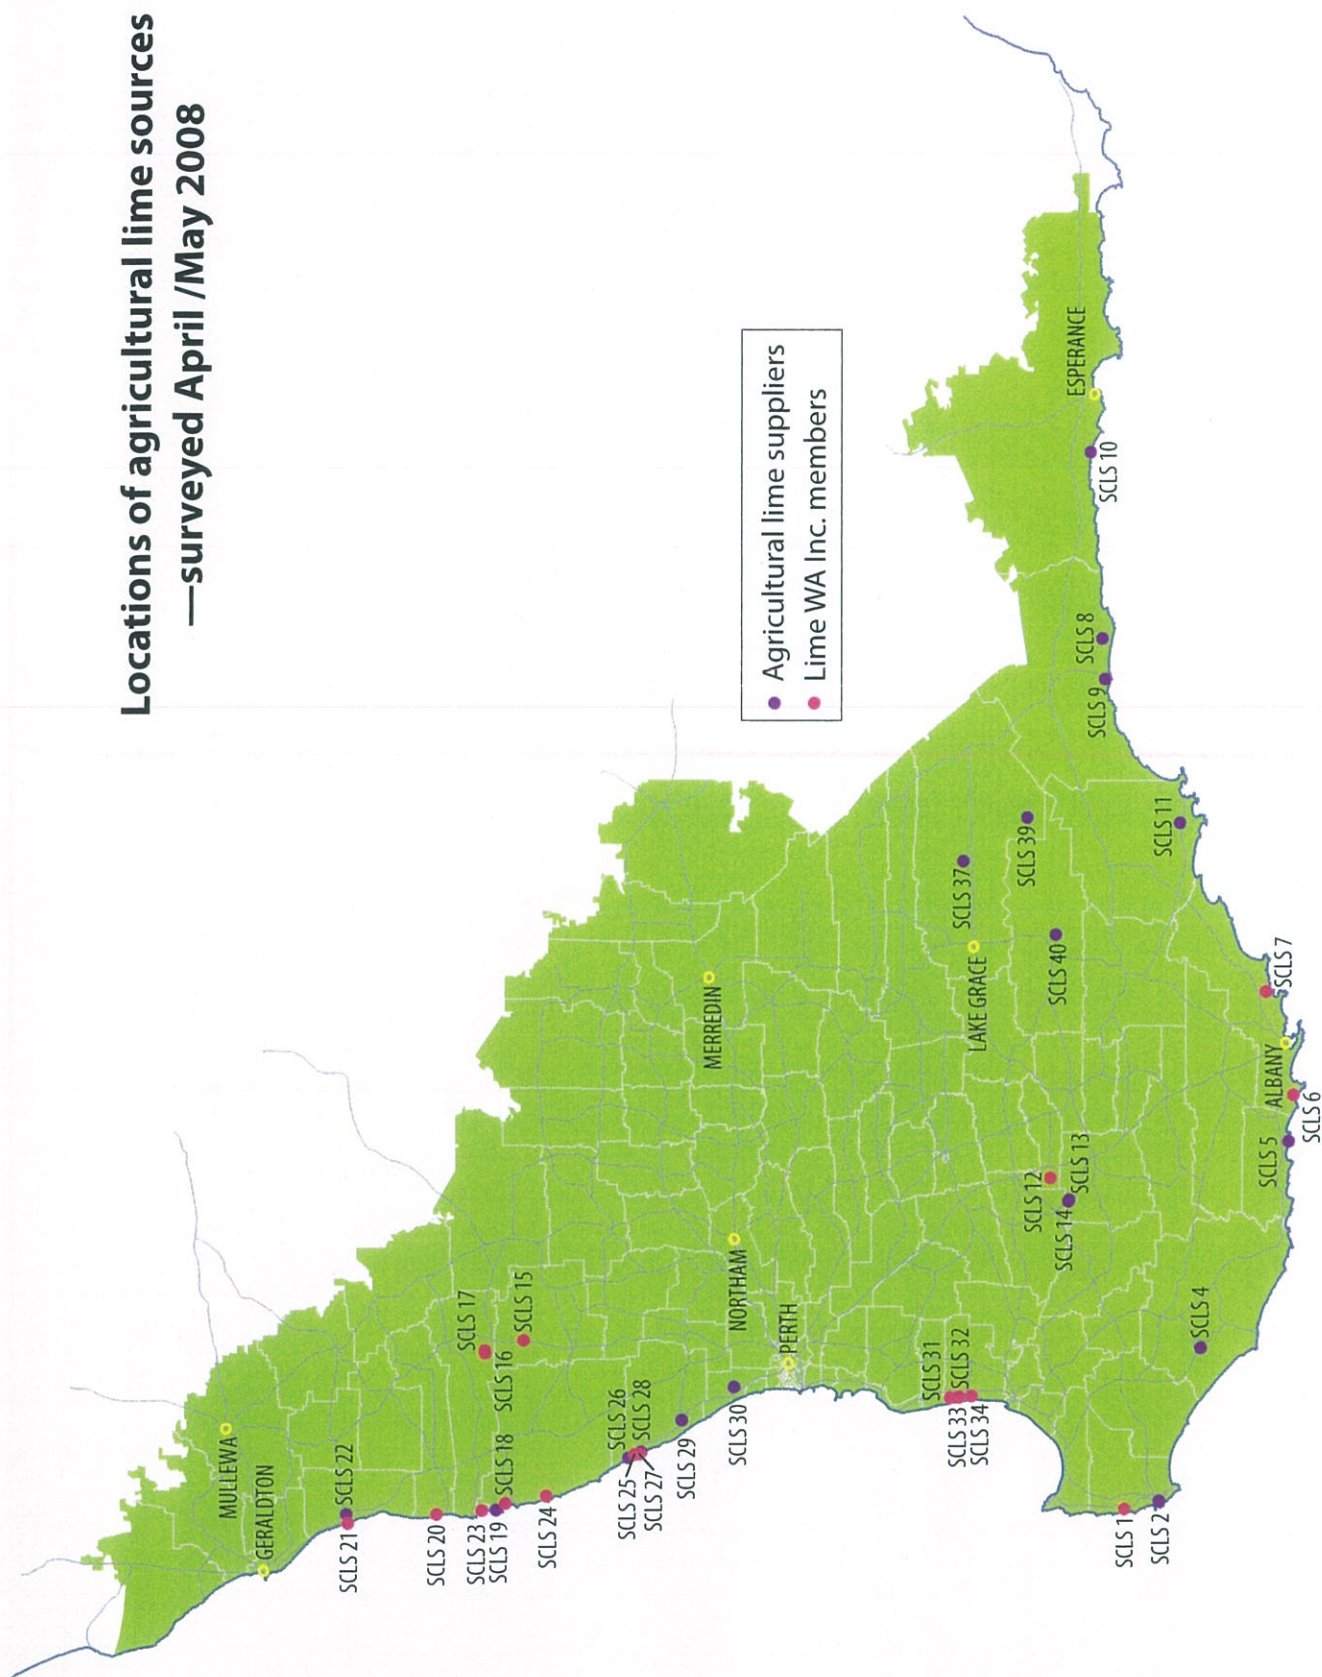 Locations of agricultural lime sources
—surveyed April /May 2008
Agricultural lime suppliers
Lime WA Inc. members
MULLEWA
GERALDTON
SCLS 22
SCLS 21
SCLS 20
SCLS 23
SCLS 19
SCLS 18
SCLS 24
SCLS 17
SCLS 16
SCLS 15
SCLS 26
SCLS 28
SCLS 25
SCLS 27
SCLS 29
SCLS 30
NORTHAM
MERREDIN
PERTH
SCLS 31
SCLS 32
SCLS 33
SCLS 34
LAKE GRACE
SCLS 37
SCLS 39
SCLS 40
SCLS 12
SCLS 13
SCLS 14
SCLS 1
SCLS 2
SCLS 4
SCLS 5
ALBANY
SCLS 6
SCLS 7
SCLS 11
SCLS 9
SCLS 8
SCLS 10
ESPERANCE